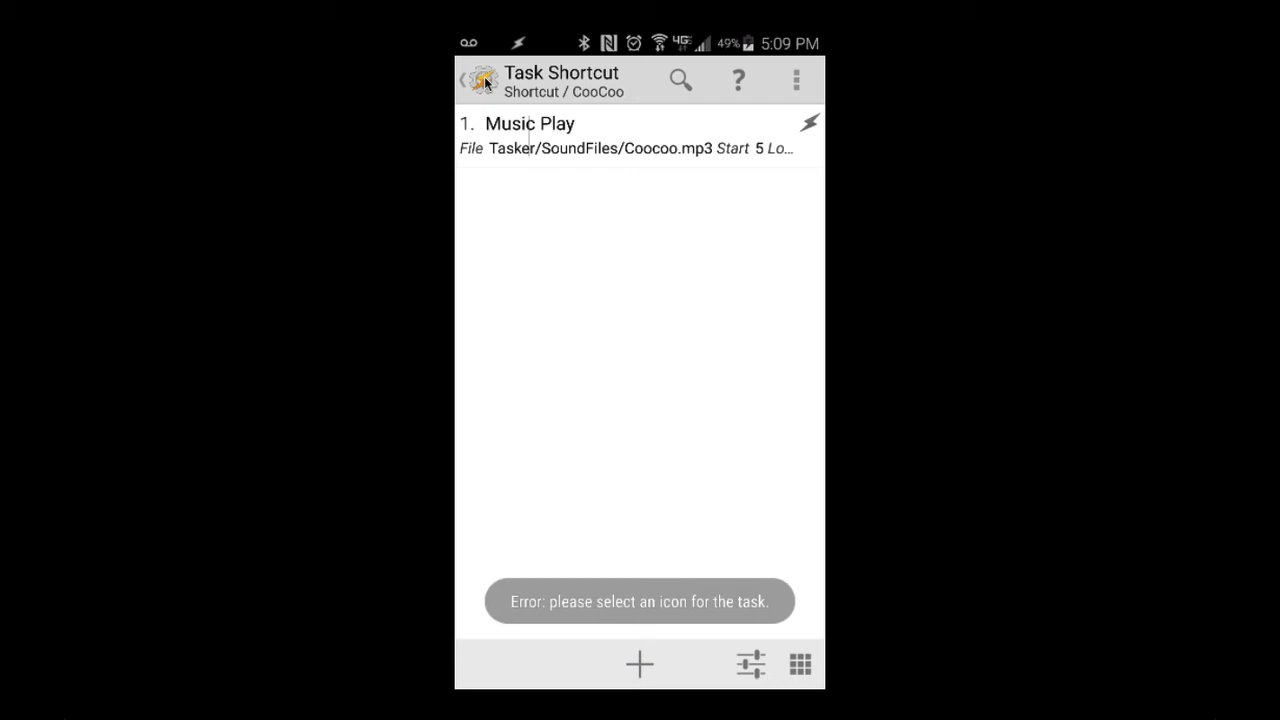 49% 5:09 PM
Task Shortcut
Shortcut / CooCoo
1. Music Play
File Tasker/SoundFiles/Coocoo.mp3 Start 5 Lo...
Error: please select an icon for the task.